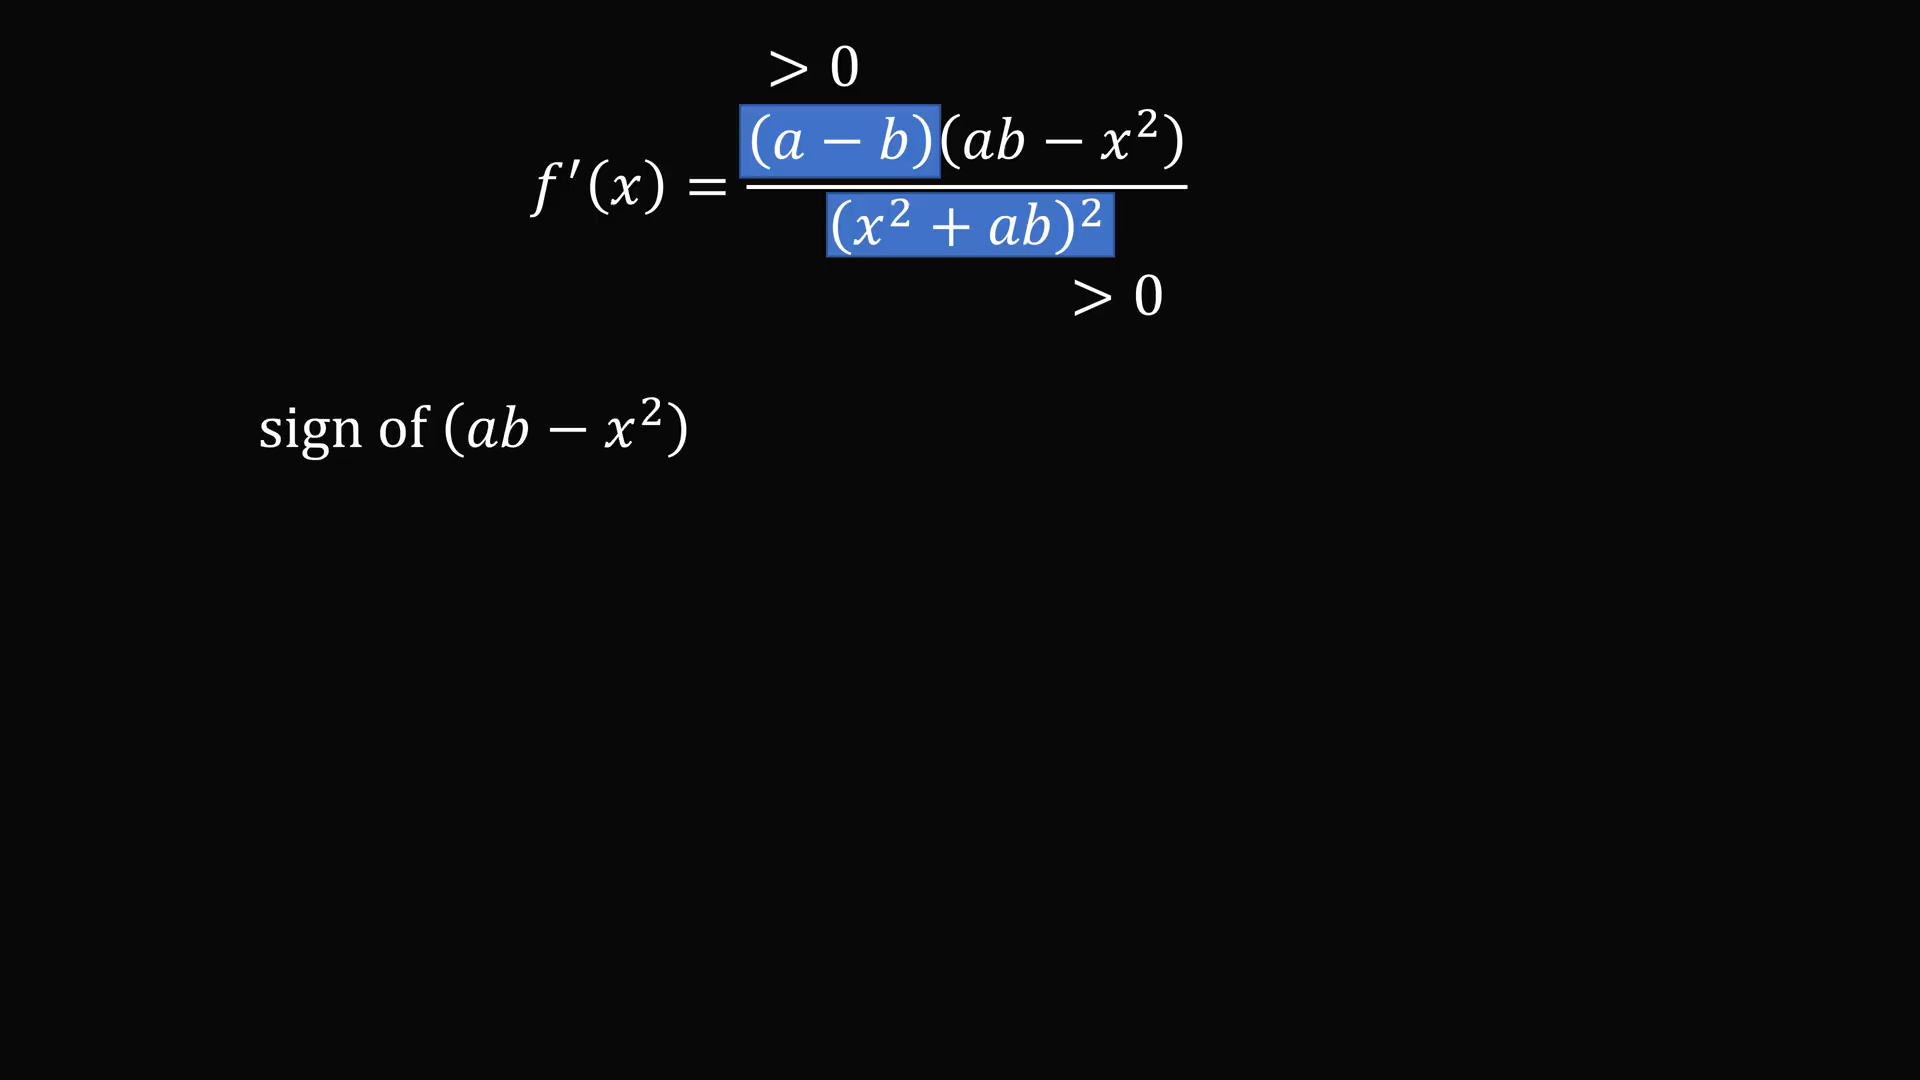 > 0
f′(x) = (a − b)(ab − x²) / (x² + ab)²
> 0
sign of (ab − x²)